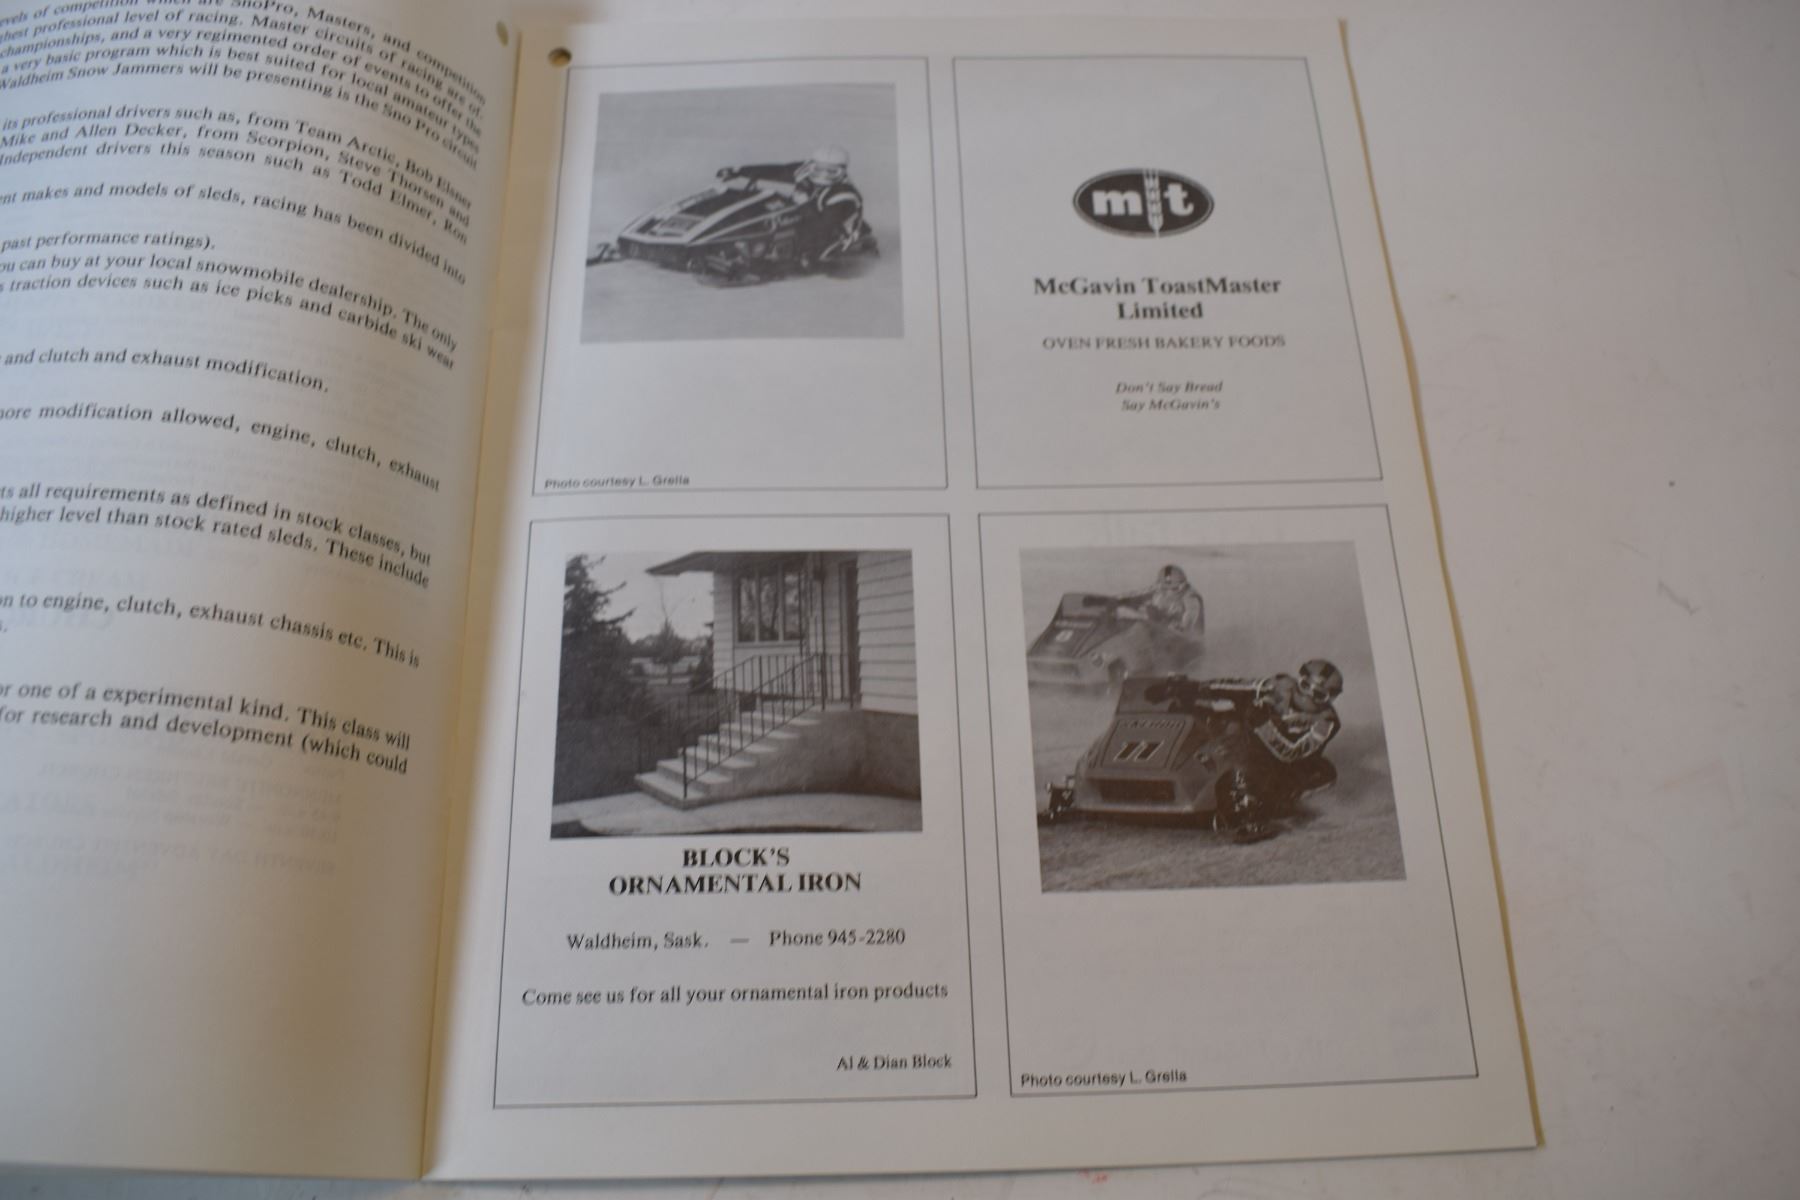 evels of competition which are SnoPro, Masters, and competition
ghest professional level of racing. Master circuits of racing are of-
championships, and a very regimented order of events to offer the
a very basic program which is best suited for local amateur types
Waldheim Snow Jammers will be presenting is the Sno Pro circuit
its professional drivers such as, from Team Arctic, Bob Elsner
Mike and Allen Decker, from Scorpion, Steve Thorsen and
Independent drivers this season such as Todd Elmer, Ron
ent makes and models of sleds, racing has been divided into
past performance ratings).
ou can buy at your local snowmobile dealership. The only
s traction devices such as ice picks and carbide ski wear
and clutch and exhaust modification.
more modification allowed, engine, clutch, exhaust
ts all requirements as defined in stock classes, but
higher level than stock rated sleds. These include
on to engine, clutch, exhaust chassis etc. This is
s.
or one of a experimental kind. This class will
for research and development (which could
Photo courtesy L. Grella
m t
McGavin ToastMaster
Limited
OVEN FRESH BAKERY FOODS
Don't Say Bread
Say McGavin's
BLOCK'S
ORNAMENTAL IRON
Waldheim, Sask. — Phone 945-2280
Come see us for all your ornamental iron products
Al & Dian Block
8
11
Photo courtesy L. Grella